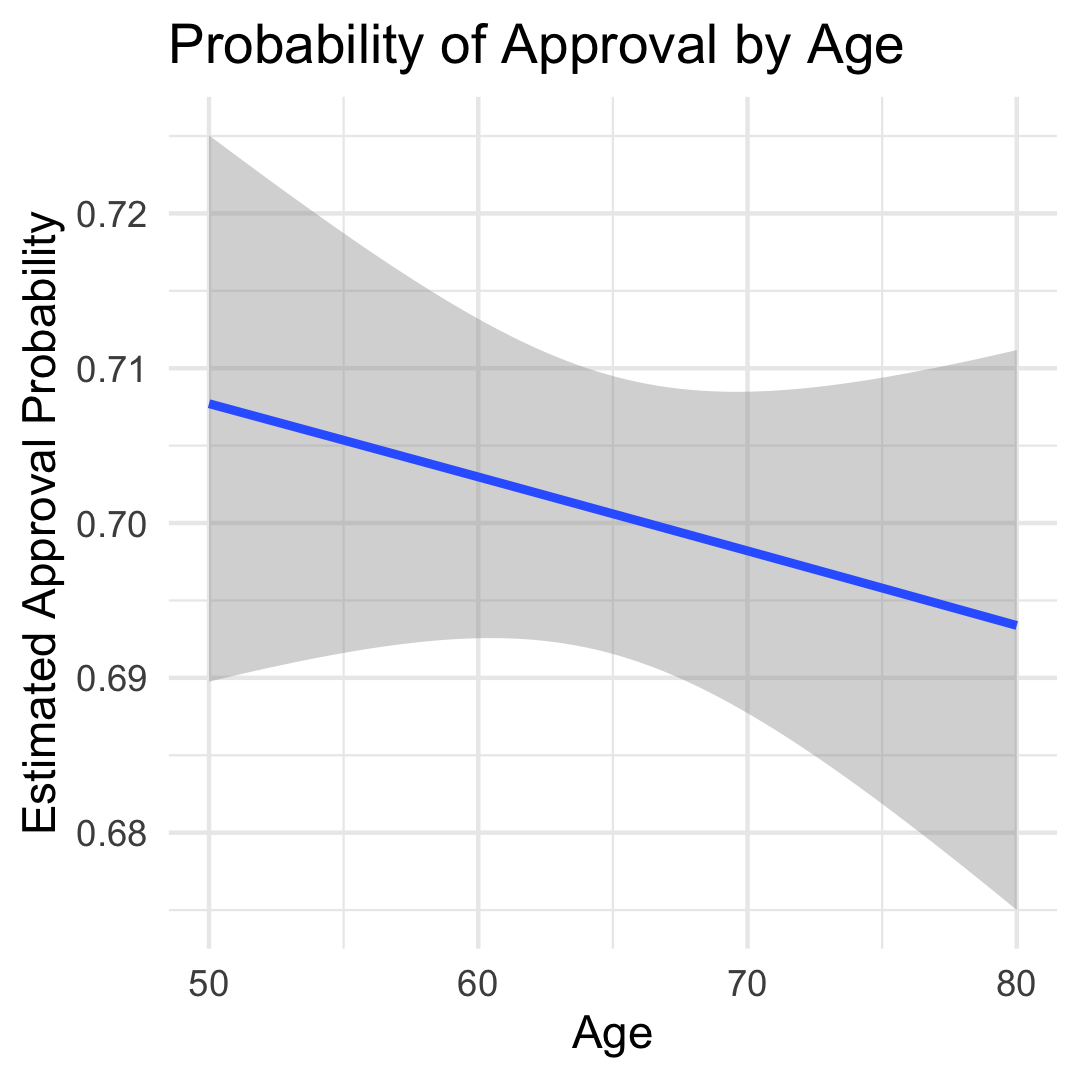 Probability of Approval by Age
Estimated Approval Probability
0.72
0.71
0.70
0.69
0.68
50 60 70 80
Age